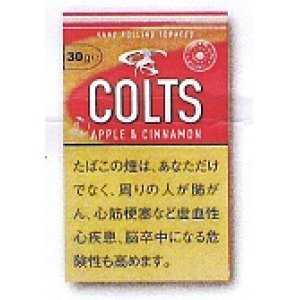 HAND ROLLING TOBACCO
30g
COLTS
APPLE & CINNAMON
たばこの煙は、あなただけ
でなく、周りの人が肺が
ん、心筋梗塞など虚血性
心疾患、脳卒中になる危
険性も高めます。